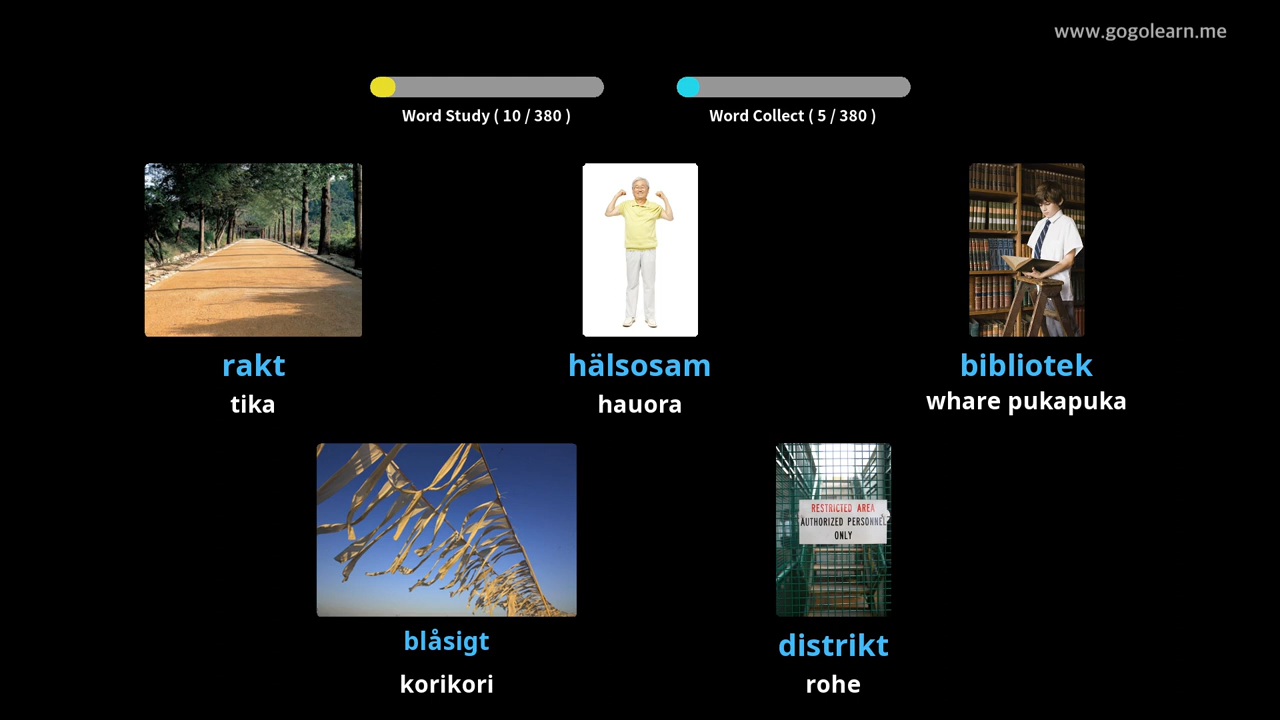 www.gogolearn.me
Word Study ( 10 / 380 )
Word Collect ( 5 / 380 )
rakt
tika
hälsosam
hauora
bibliotek
whare pukapuka
RESTRICTED AREA
AUTHORIZED PERSONNEL
ONLY
blåsigt
korikori
distrikt
rohe